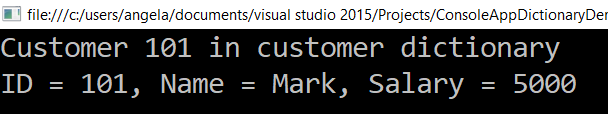 file:///c:/users/angela/documents/visual studio 2015/Projects/ConsoleAppDictionaryDer
Customer 101 in customer dictionary
ID = 101, Name = Mark, Salary = 5000